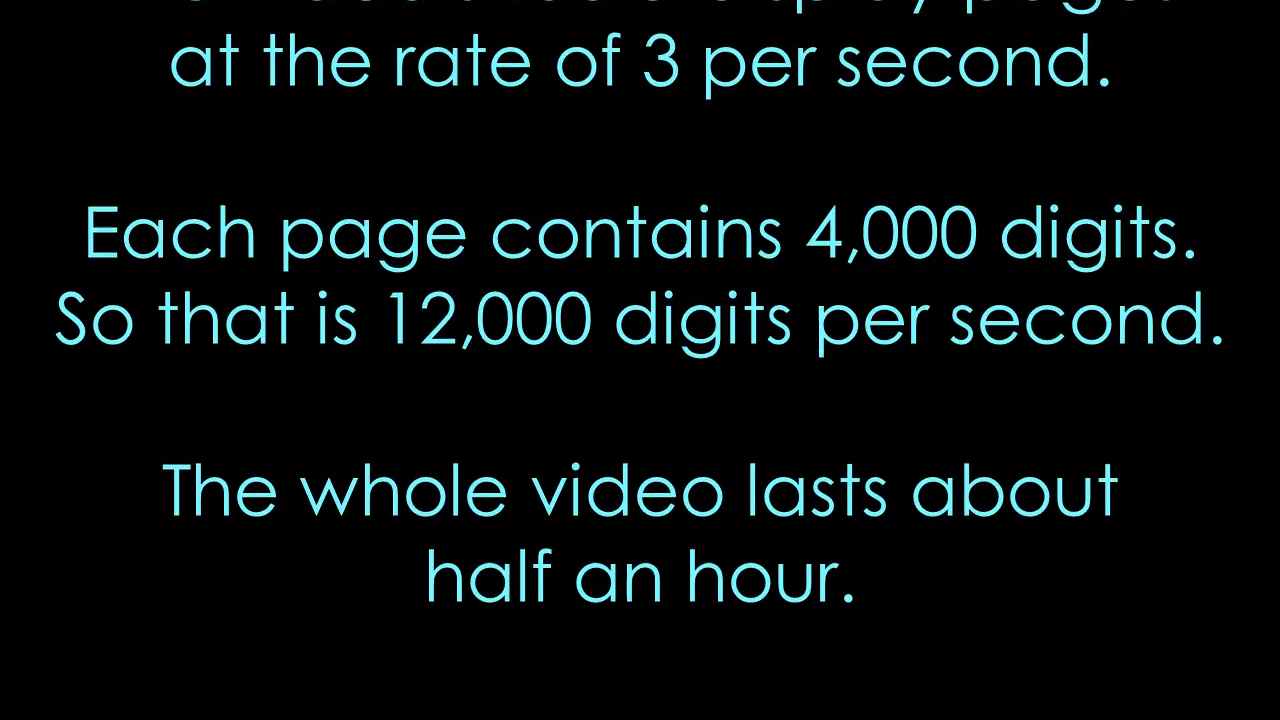 at the rate of 3 per second.
Each page contains 4,000 digits.
So that is 12,000 digits per second.
The whole video lasts about
half an hour.